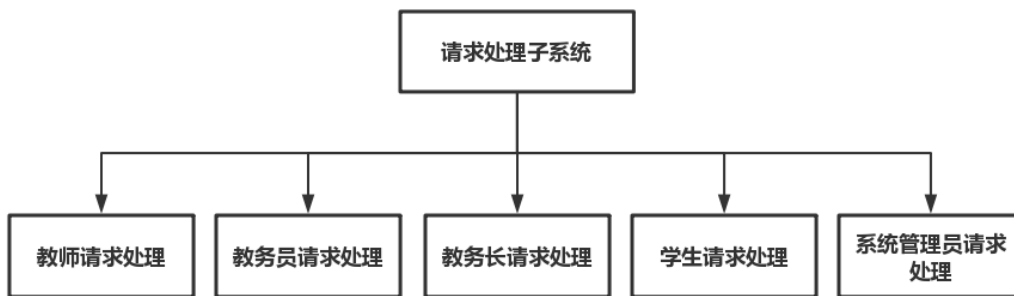 请求处理子系统
教师请求处理
教务员请求处理
教务长请求处理
学生请求处理
系统管理员请求
处理